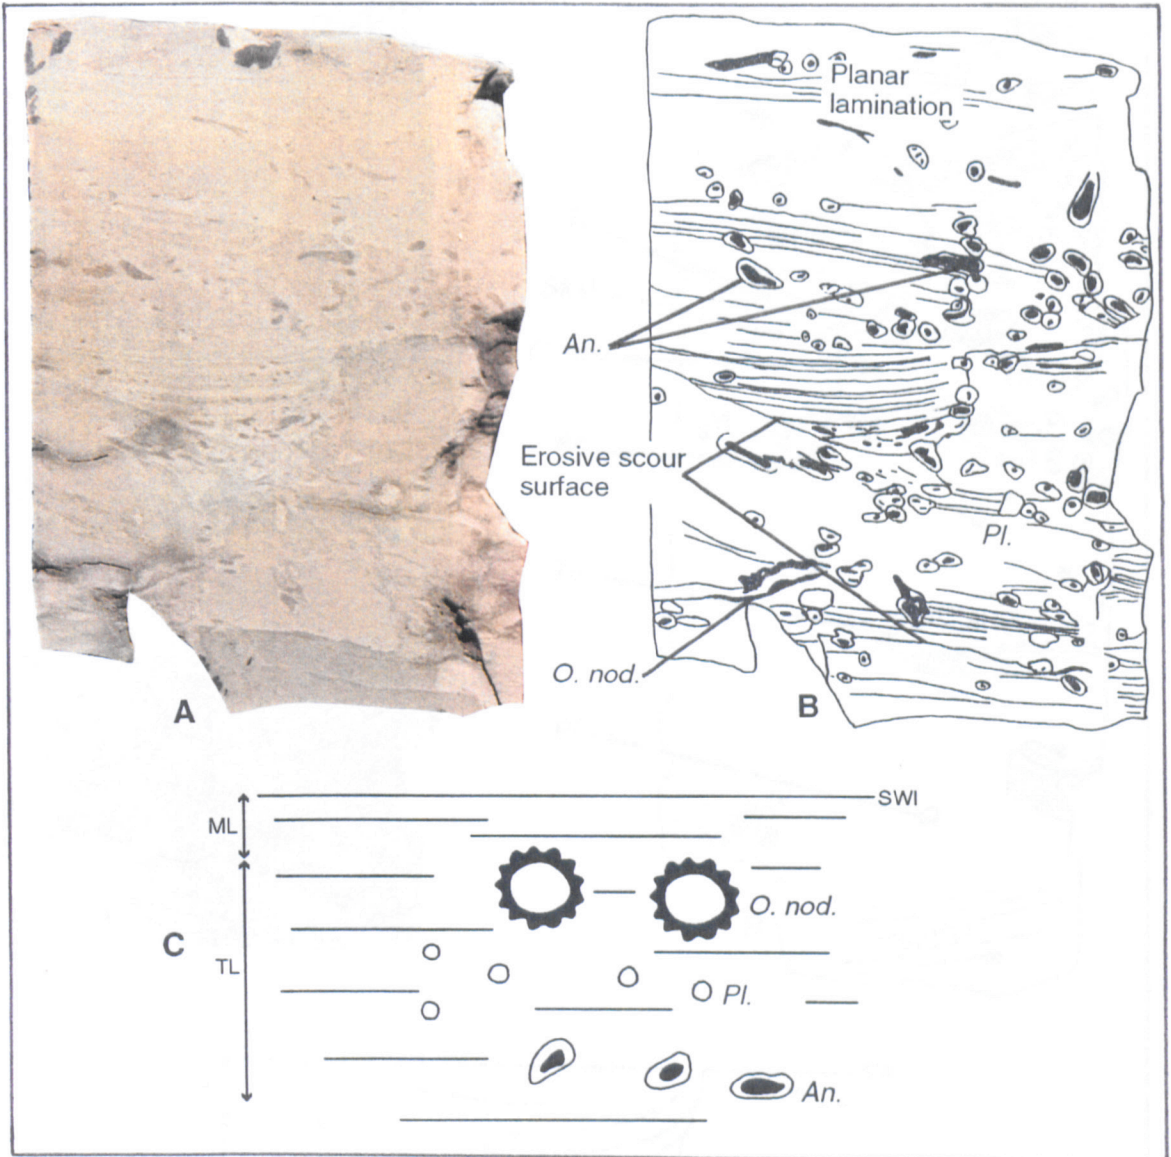 Planar
lamination
An.
Erosive scour
surface
Pl.
O. nod.
A
B
SWI
ML
O. nod.
C
TL
Pl.
An.